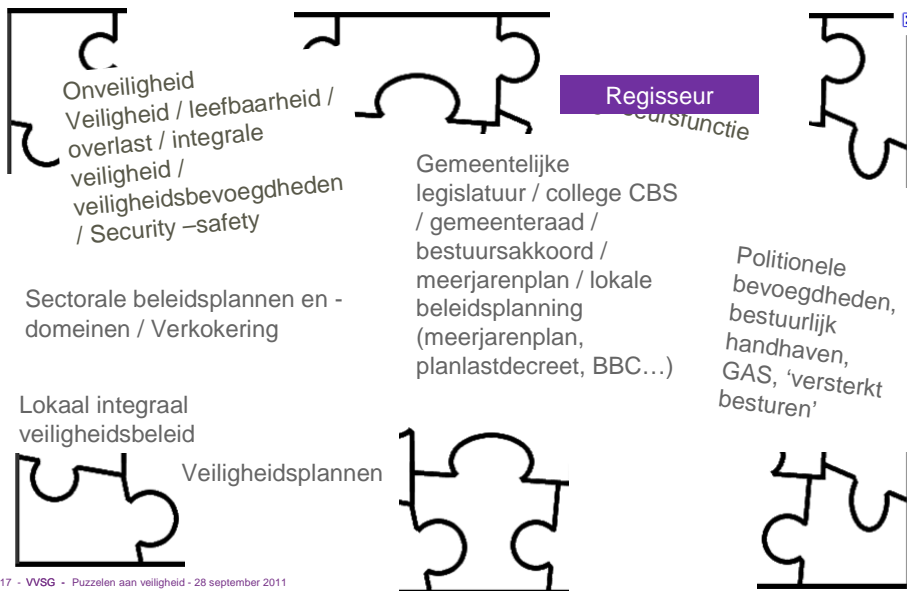 Onveiligheid
Veiligheid / leefbaarheid /
overlast / integrale
veiligheid /
veiligheidsbevoegdheden
/ Security –safety
Regisseur
Gemeentelijke
legislatuur / college CBS
/ gemeenteraad /
bestuursakkoord /
meerjarenplan / lokale
beleidsplanning
(meerjarenplan,
planlastdecreet, BBC…)
Politionele
bevoegdheden,
bestuurlijk
handhaven,
GAS, ‘versterkt
besturen’
Sectorale beleidsplannen en -
domeinen / Verkokering
Lokaal integraal
veiligheidsbeleid
Veiligheidsplannen
17 - VVSG - Puzzelen aan veiligheid - 28 september 2011